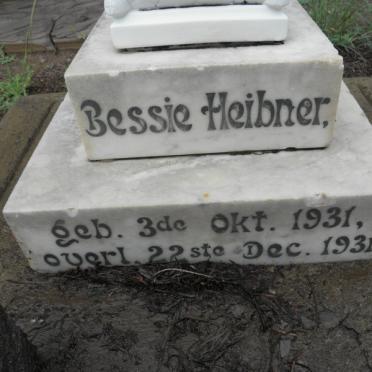 Bessie Heibner,
geb. 3de Okt. 1931,
overl. 22ste Dec. 1931